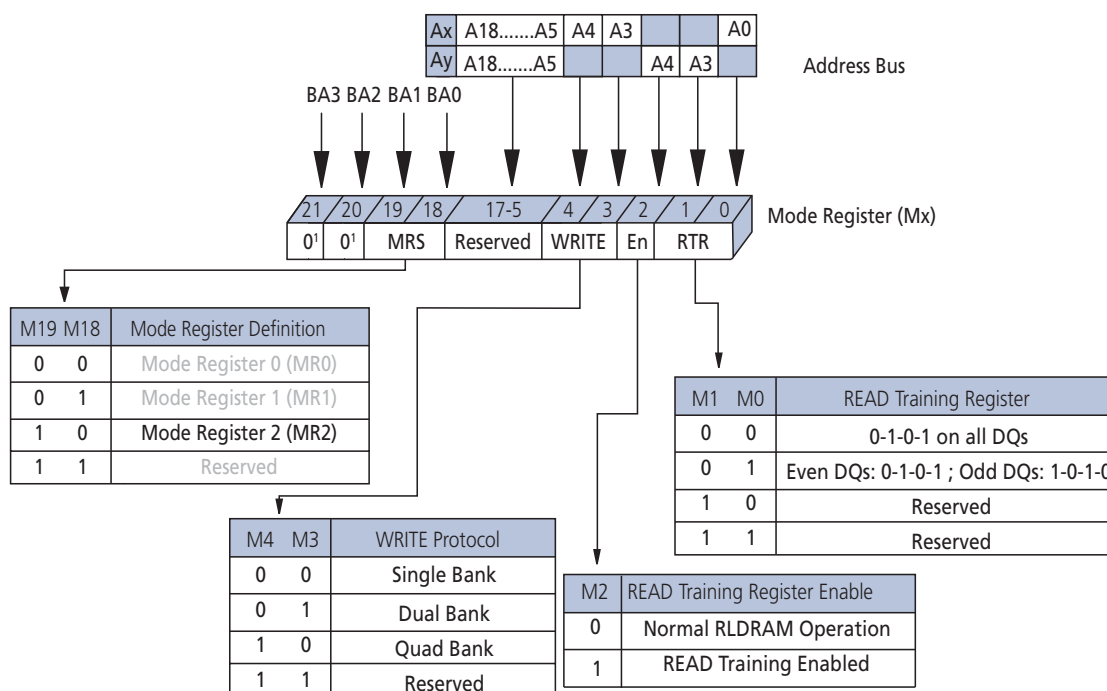 Ax A18.......A5 A4 A3 A0
Ay A18.......A5 A4 A3
Address Bus
BA3 BA2 BA1 BA0
21 20 19 18 17-5 4 3 2 1 0
Mode Register (Mx)
0¹ 0¹ MRS Reserved WRITE En RTR
M19 M18 Mode Register Definition
0 0 Mode Register 0 (MR0)
0 1 Mode Register 1 (MR1)
1 0 Mode Register 2 (MR2)
1 1 Reserved
M1 M0 READ Training Register
0 0 0-1-0-1 on all DQs
0 1 Even DQs: 0-1-0-1 ; Odd DQs: 1-0-1-0
1 0 Reserved
1 1 Reserved
M4 M3 WRITE Protocol
0 0 Single Bank
0 1 Dual Bank
1 0 Quad Bank
1 1 Reserved
M2 READ Training Register Enable
0 Normal RLDRAM Operation
1 READ Training Enabled